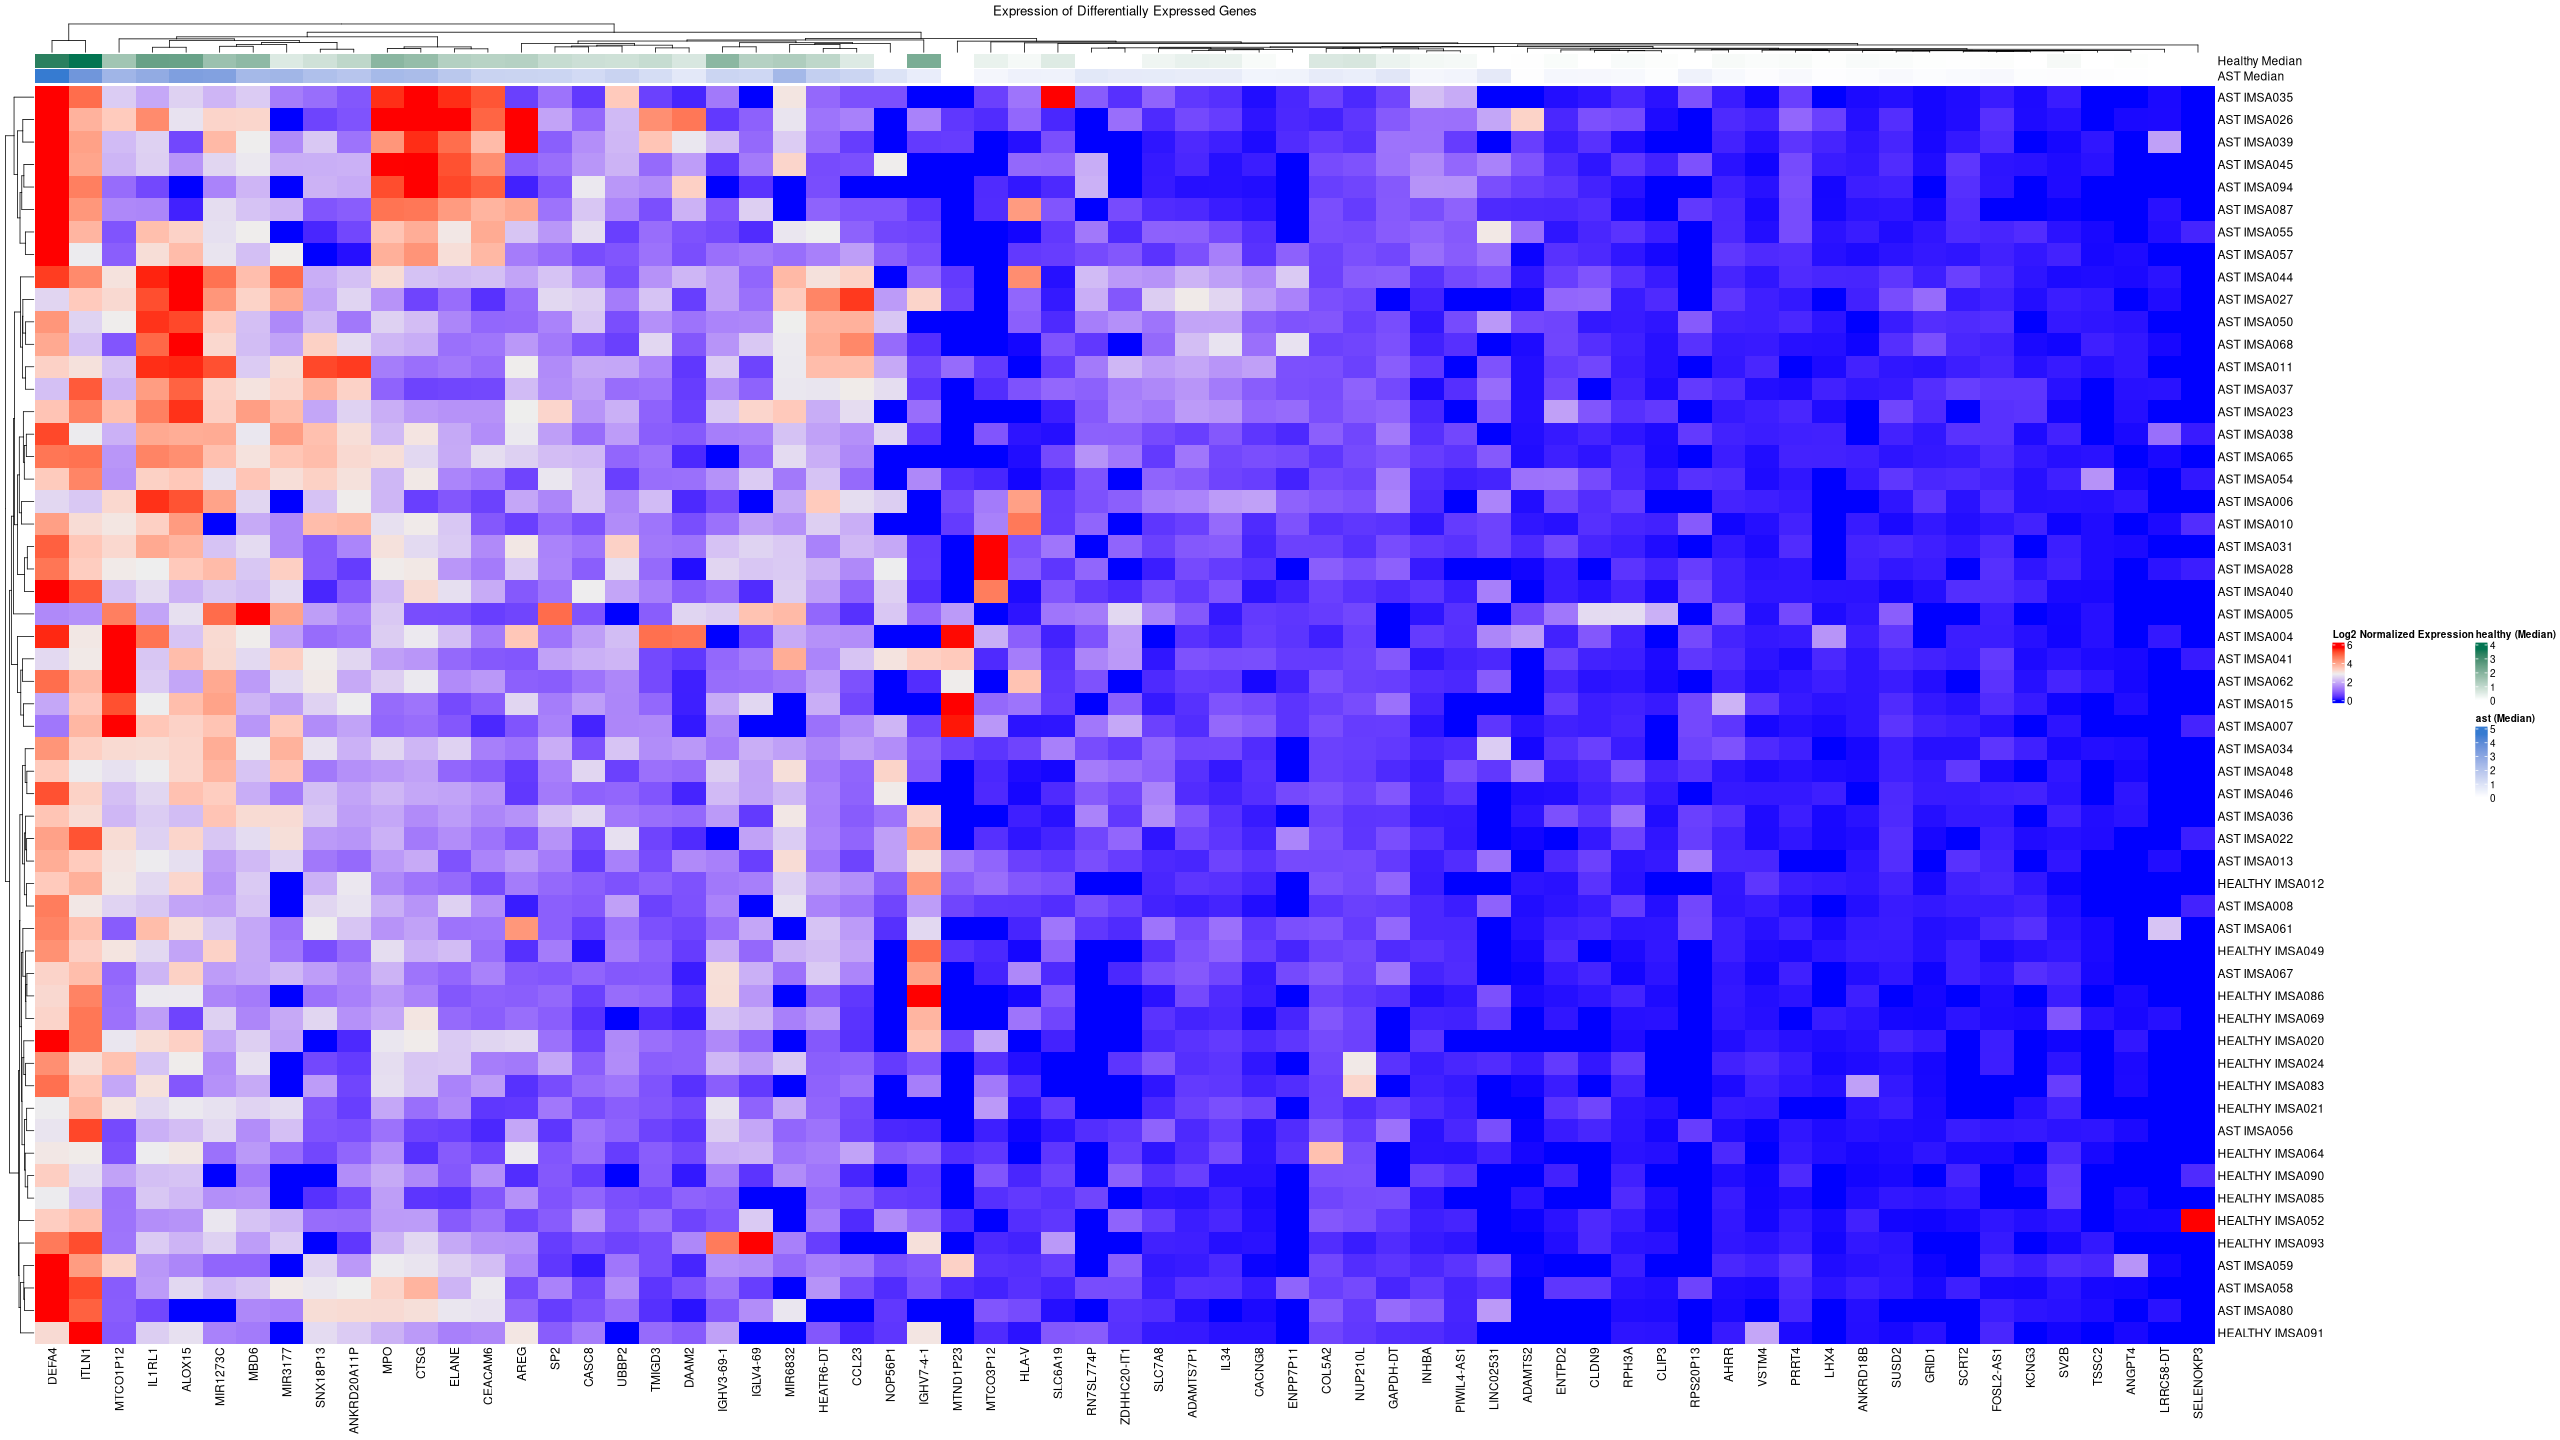 Expression of Differentially Expressed Genes
Healthy Median
AST Median
AST IMSA035
AST IMSA026
AST IMSA039
AST IMSA045
AST IMSA094
AST IMSA087
AST IMSA055
AST IMSA057
AST IMSA044
AST IMSA027
AST IMSA050
AST IMSA068
AST IMSA011
AST IMSA037
AST IMSA023
AST IMSA038
AST IMSA065
AST IMSA054
AST IMSA006
AST IMSA010
AST IMSA031
AST IMSA028
AST IMSA040
AST IMSA005
AST IMSA004
AST IMSA041
AST IMSA062
AST IMSA015
AST IMSA007
AST IMSA034
AST IMSA048
AST IMSA046
AST IMSA036
AST IMSA022
AST IMSA013
HEALTHY IMSA012
AST IMSA008
AST IMSA061
HEALTHY IMSA049
AST IMSA067
HEALTHY IMSA086
HEALTHY IMSA069
HEALTHY IMSA020
HEALTHY IMSA024
HEALTHY IMSA083
HEALTHY IMSA021
AST IMSA056
HEALTHY IMSA064
HEALTHY IMSA090
HEALTHY IMSA085
HEALTHY IMSA052
HEALTHY IMSA093
AST IMSA059
AST IMSA058
AST IMSA080
HEALTHY IMSA091
DEFA4
ITLN1
MTCO1P12
IL1RL1
ALOX15
MIR1273C
MBD6
MIR3177
SNX18P13
ANKRD20A11P
MPO
CTSG
ELANE
CEACAM6
AREG
SP2
CASC8
UBBP2
TMIGD3
DAAM2
IGHV3-69-1
IGLV4-69
MIR6832
HEATR6-DT
CCL23
NOP56P1
IGHV7-4-1
MTND1P23
MTCO3P12
HLA-V
SLC6A19
RN7SL774P
ZDHHC20-IT1
SLC7A8
ADAMTS7P1
IL34
CACNG8
ENPP7P11
COL5A2
NUP210L
GAPDH-DT
INHBA
PIWIL4-AS1
LINC02531
ADAMTS2
ENTPD2
CLDN9
RPH3A
CLIP3
RPS20P13
AHRR
VSTM4
PRRT4
LHX4
ANKRD18B
SUSD2
GRID1
SCRT2
FOSL2-AS1
KCNG3
SV2B
TSSC2
ANGPT4
LRRC58-DT
SELENOKP3
Log2 Normalized Expression
6
4
2
0
healthy (Median)
4
3
2
1
0
ast (Median)
5
4
3
2
1
0